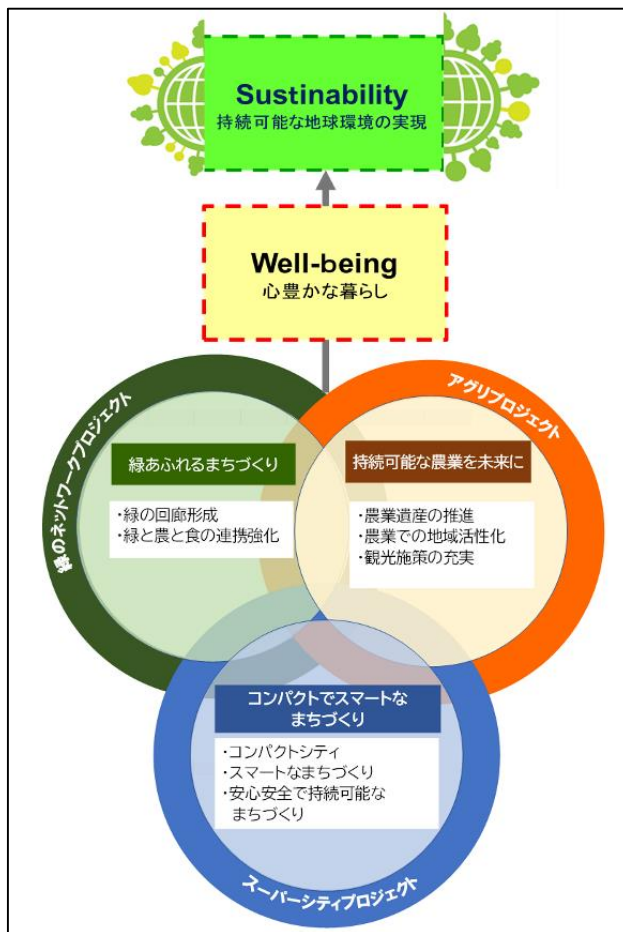 Sustinability
持続可能な地球環境の実現
Well-being
心豊かな暮らし
緑のネットワークプロジェクト
アグリプロジェクト
緑あふれるまちづくり
・緑の回廊形成
・緑と農と食の連携強化
持続可能な農業を未来に
・農業遺産の推進
・農業での地域活性化
・観光施策の充実
コンパクトでスマートな
まちづくり
・コンパクトシティ
・スマートなまちづくり
・安心安全で持続可能な
まちづくり
スーパーシティプロジェクト